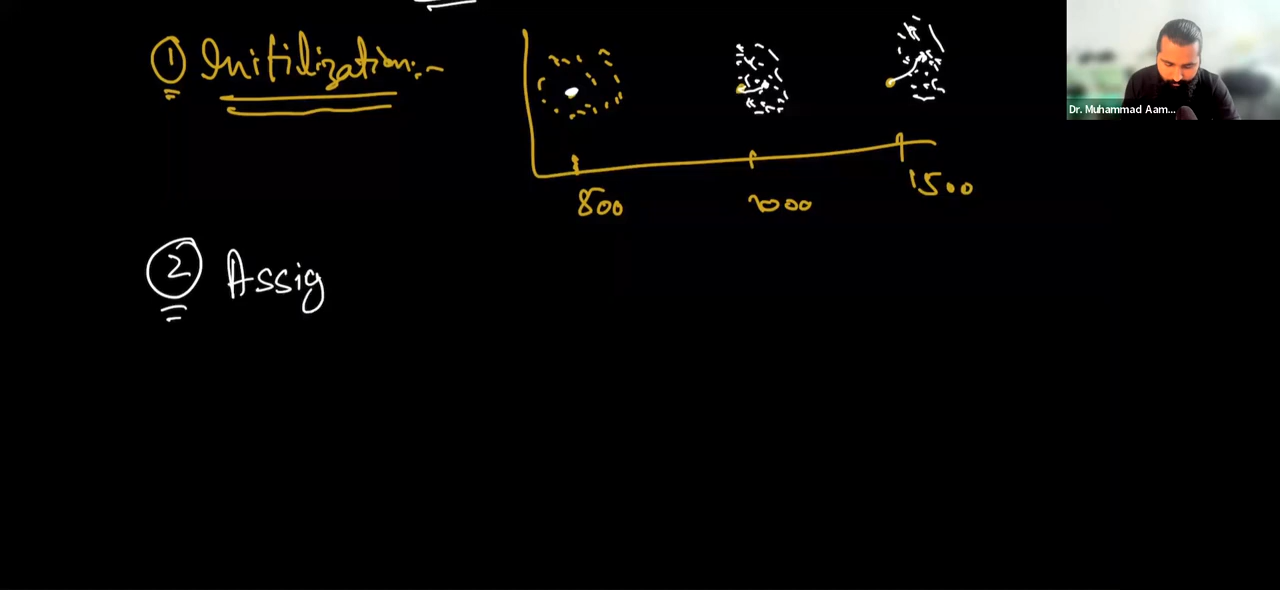 ① Initilization:-
800
1000
1500
② Assig
Dr. Muhammad Aam...